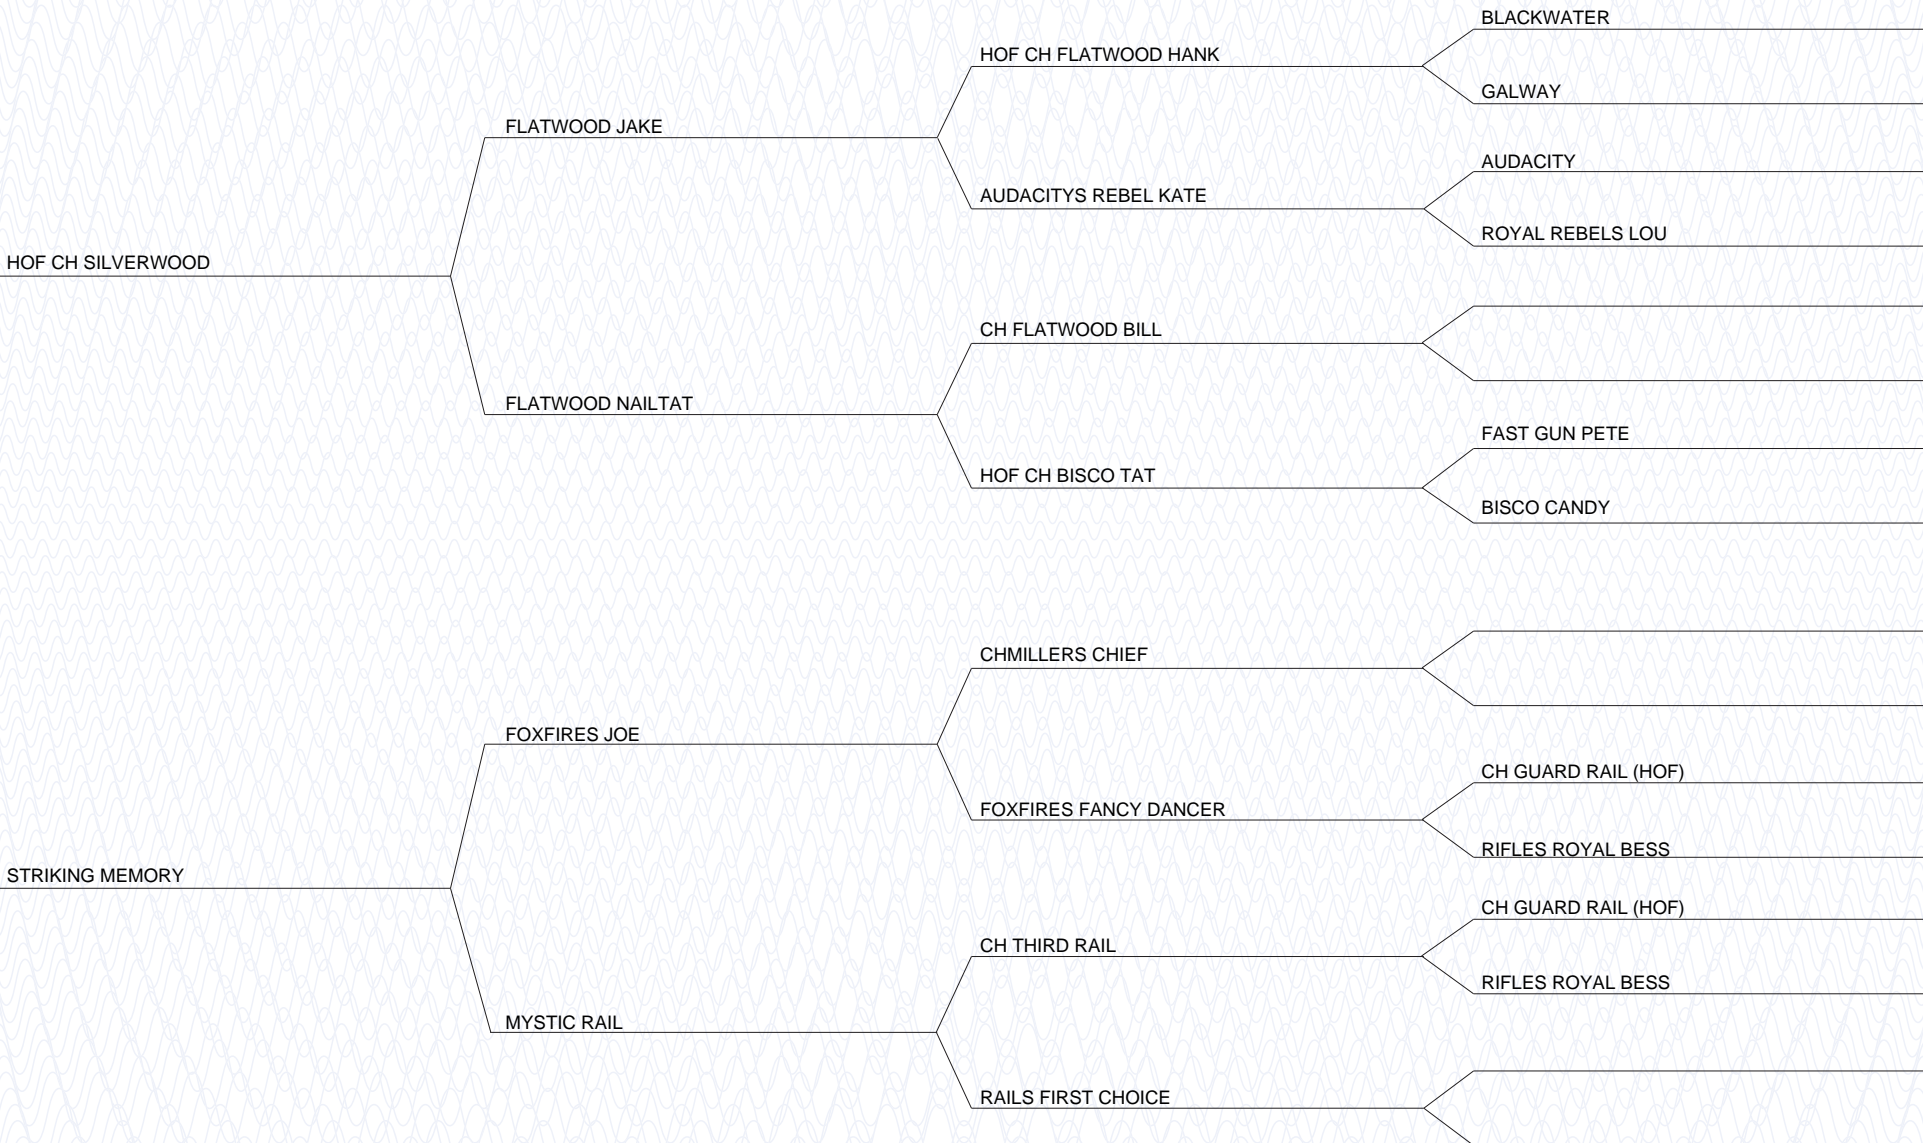 BLACKWATER
HOF CH FLATWOOD HANK
GALWAY
FLATWOOD JAKE
AUDACITY
AUDACITYS REBEL KATE
ROYAL REBELS LOU
HOF CH SILVERWOOD
CH FLATWOOD BILL
FLATWOOD NAILTAT
FAST GUN PETE
HOF CH BISCO TAT
BISCO CANDY
CHMILLERS CHIEF
FOXFIRES JOE
CH GUARD RAIL (HOF)
FOXFIRES FANCY DANCER
RIFLES ROYAL BESS
STRIKING MEMORY
CH GUARD RAIL (HOF)
CH THIRD RAIL
RIFLES ROYAL BESS
MYSTIC RAIL
RAILS FIRST CHOICE